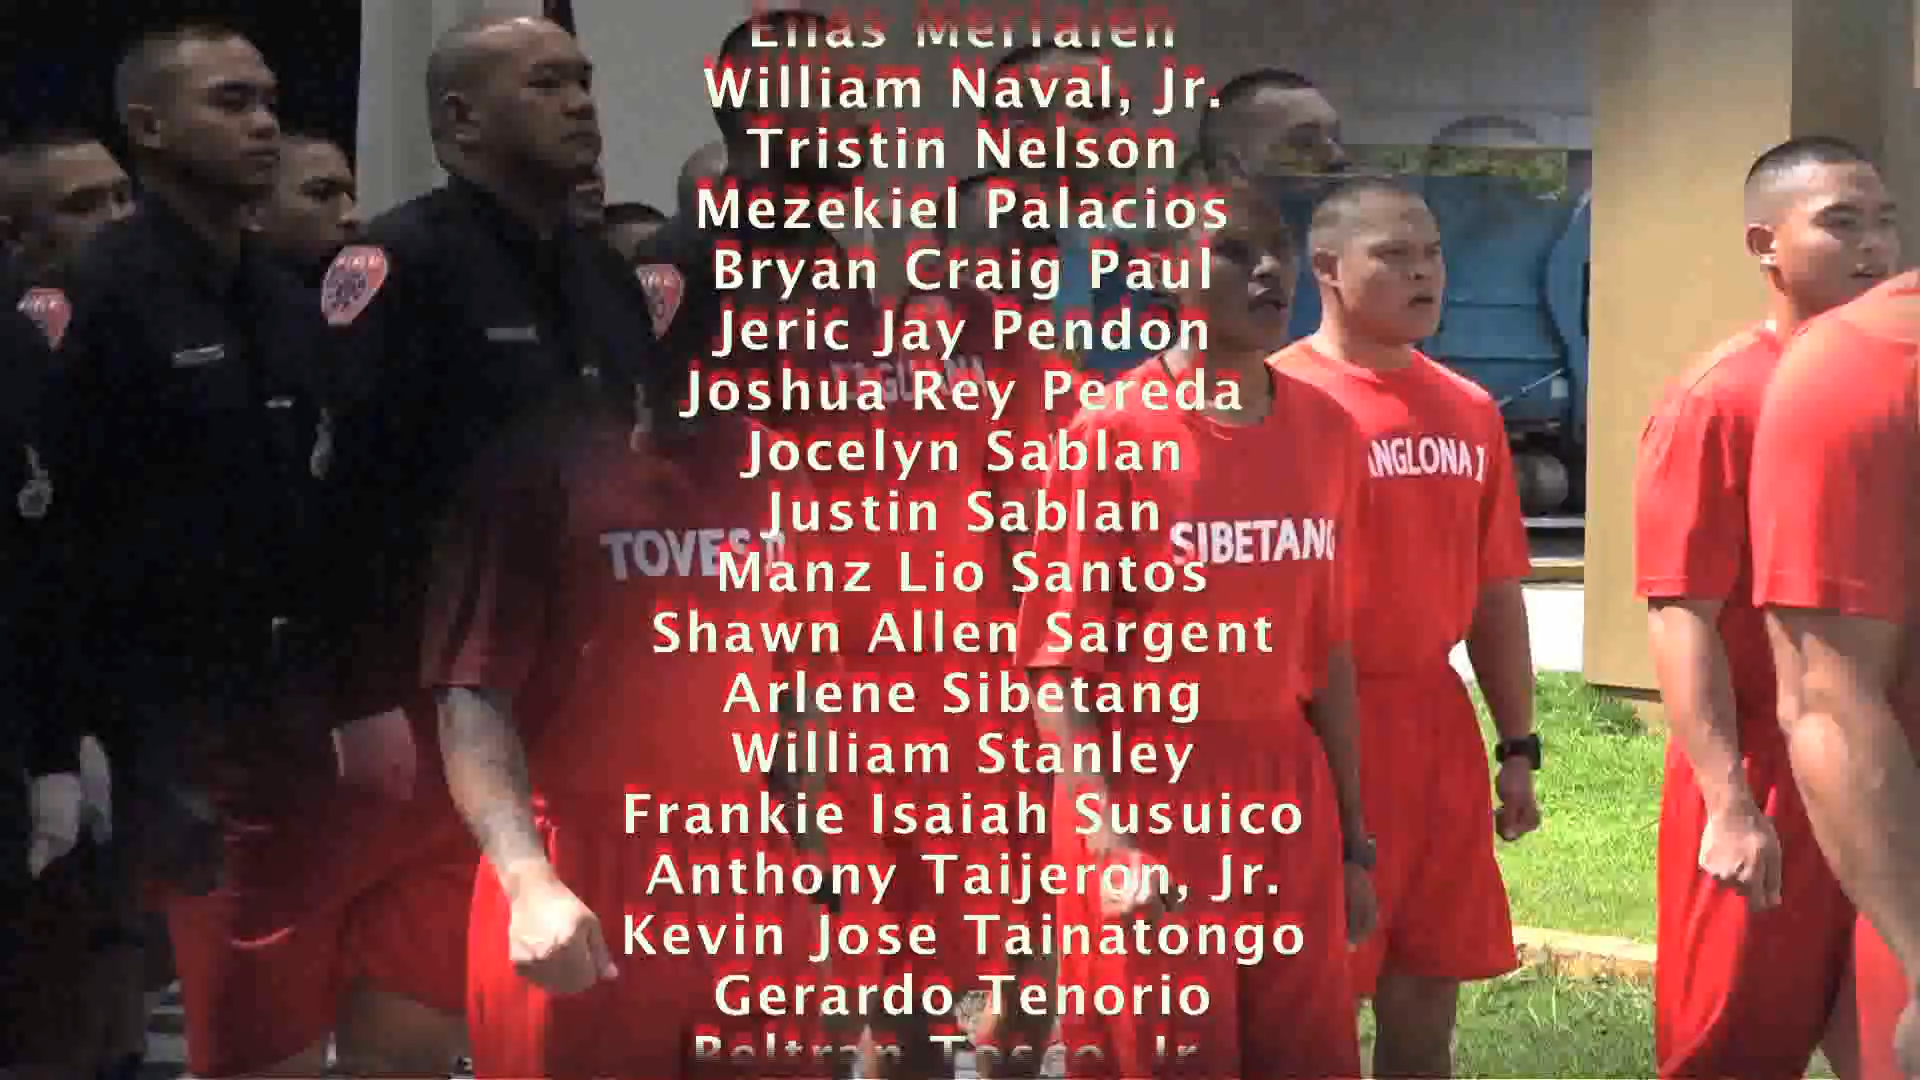 William Naval, Jr.
Tristin Nelson
Mezekiel Palacios
Bryan Craig Paul
Jeric Jay Pendon
Joshua Rey Pereda
Jocelyn Sablan
Justin Sablan
Manz Lio Santos
Shawn Allen Sargent
Arlene Sibetang
William Stanley
Frankie Isaiah Susuico
Anthony Taijeron, Jr.
Kevin Jose Tainatongo
Gerardo Tenorio
Jr.
TOVES
SIBETANG